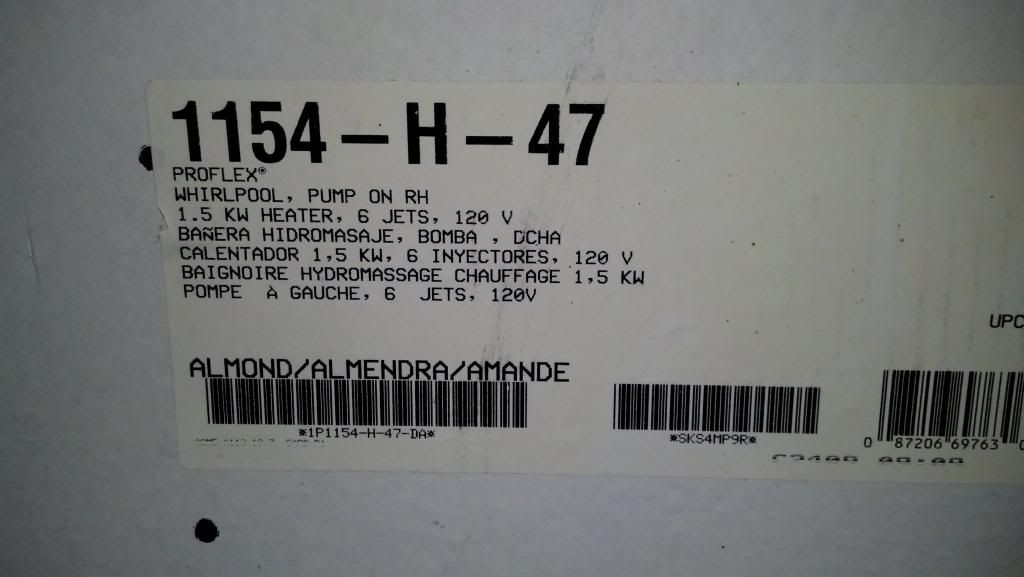 1154-H-47
PROFLEX®
WHIRLPOOL, PUMP ON RH
1.5 KW HEATER, 6 JETS, 120 V
BAÑERA HIDROMASAJE, BOMBA , DCHA
CALENTADOR 1,5 KW, 6 INYECTORES, 120 V
BAIGNOIRE HYDROMASSAGE CHAUFFAGE 1,5 KW
POMPE À GAUCHE, 6 JETS, 120V
UPC
ALMOND/ALMENDRA/AMANDE
*1P1154-H-47-DA*
*SKS4MP9R*
0 87206 69763